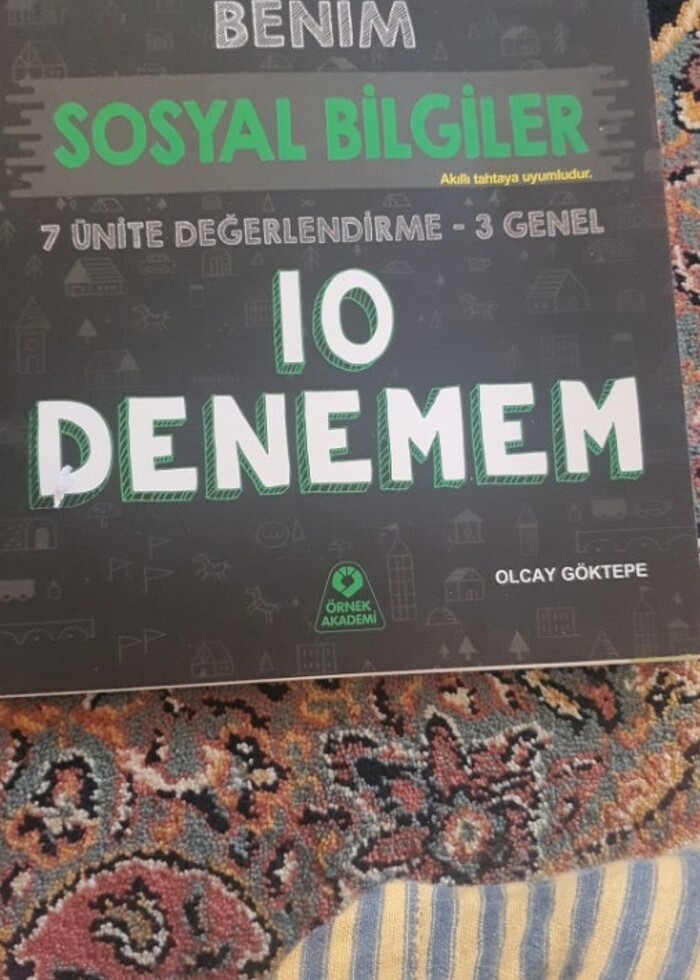 BENİM
SOSYAL BİLGİLER
Akıllı tahtaya uyumludur.
7 ÜNİTE DEĞERLENDİRME - 3 GENEL
10
DENEMEM
OLCAY GÖKTEPE
ÖRNEK
AKADEMİ